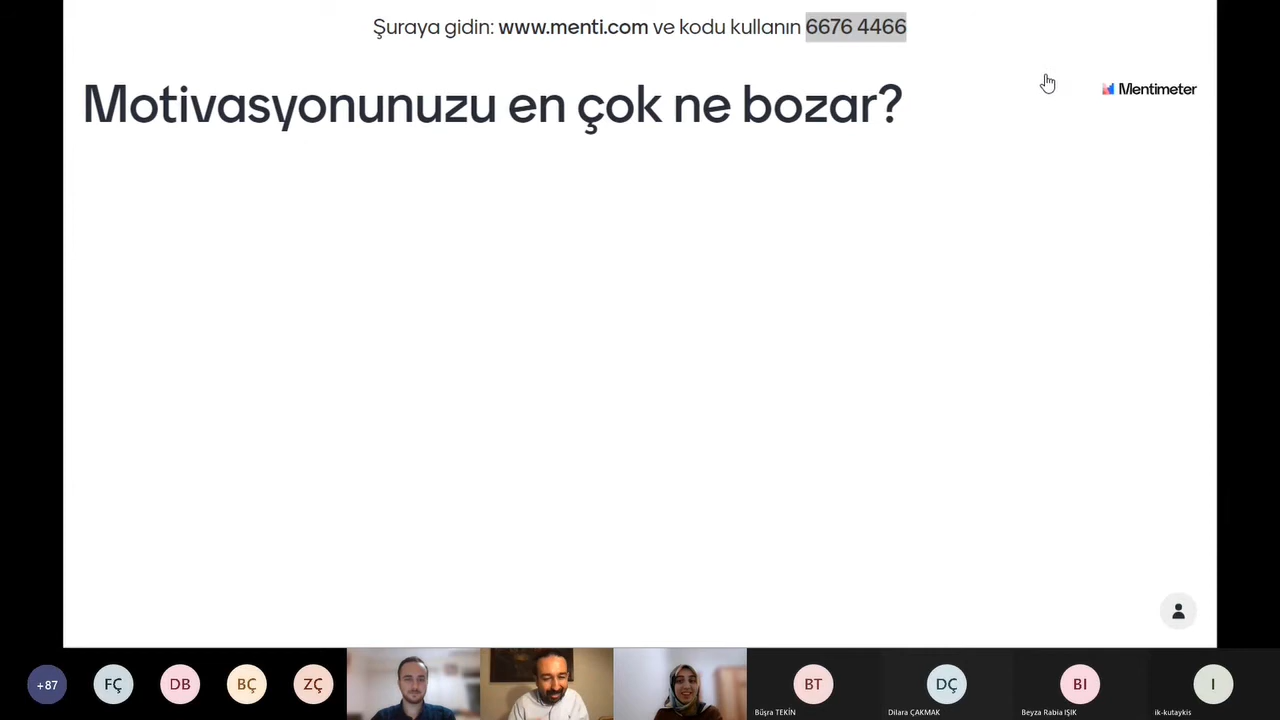 Şuraya gidin: www.menti.com ve kodu kullanın 6676 4466
Mentimeter
Motivasyonunuzu en çok ne bozar?
+87
FÇ
DB
BÇ
ZÇ
BT
DÇ
BI
I
Büşra TEKİN
Dilara ÇAKMAK
Beyza Rabia IŞIK
ik-kutaykis